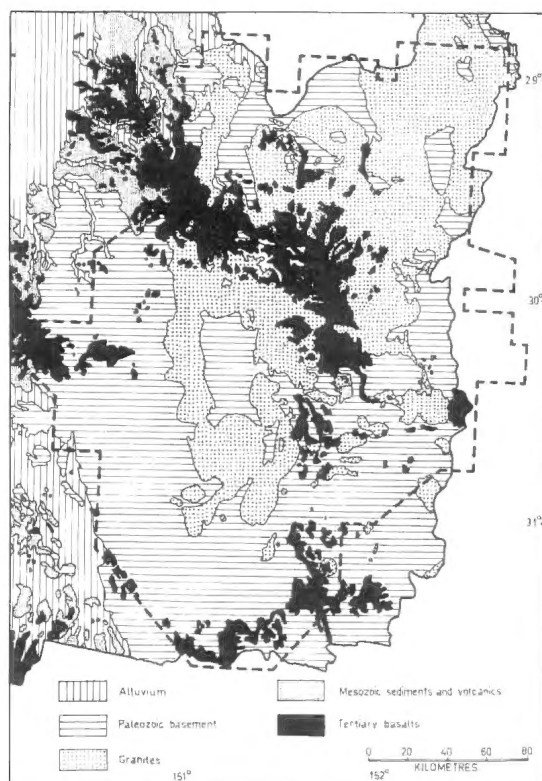 29°
30°
31°
Alluvium
Mesozoic sediments and volcanics
Paleozoic basement
Tertiary basalts
Granites
0 20 40 60 80
KILOMETRES
151°
152°